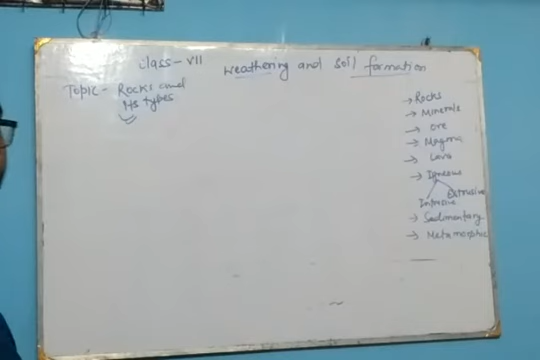 Class-VII
Weathering and Soil formation
Topic- Rocks and
its types
→ Rocks
→ Minerals
→ Ore
→ Magma
→ Lava
→ Igneous
Extrusive
Intrusive
→ Sedimentary
→ Metamorphic